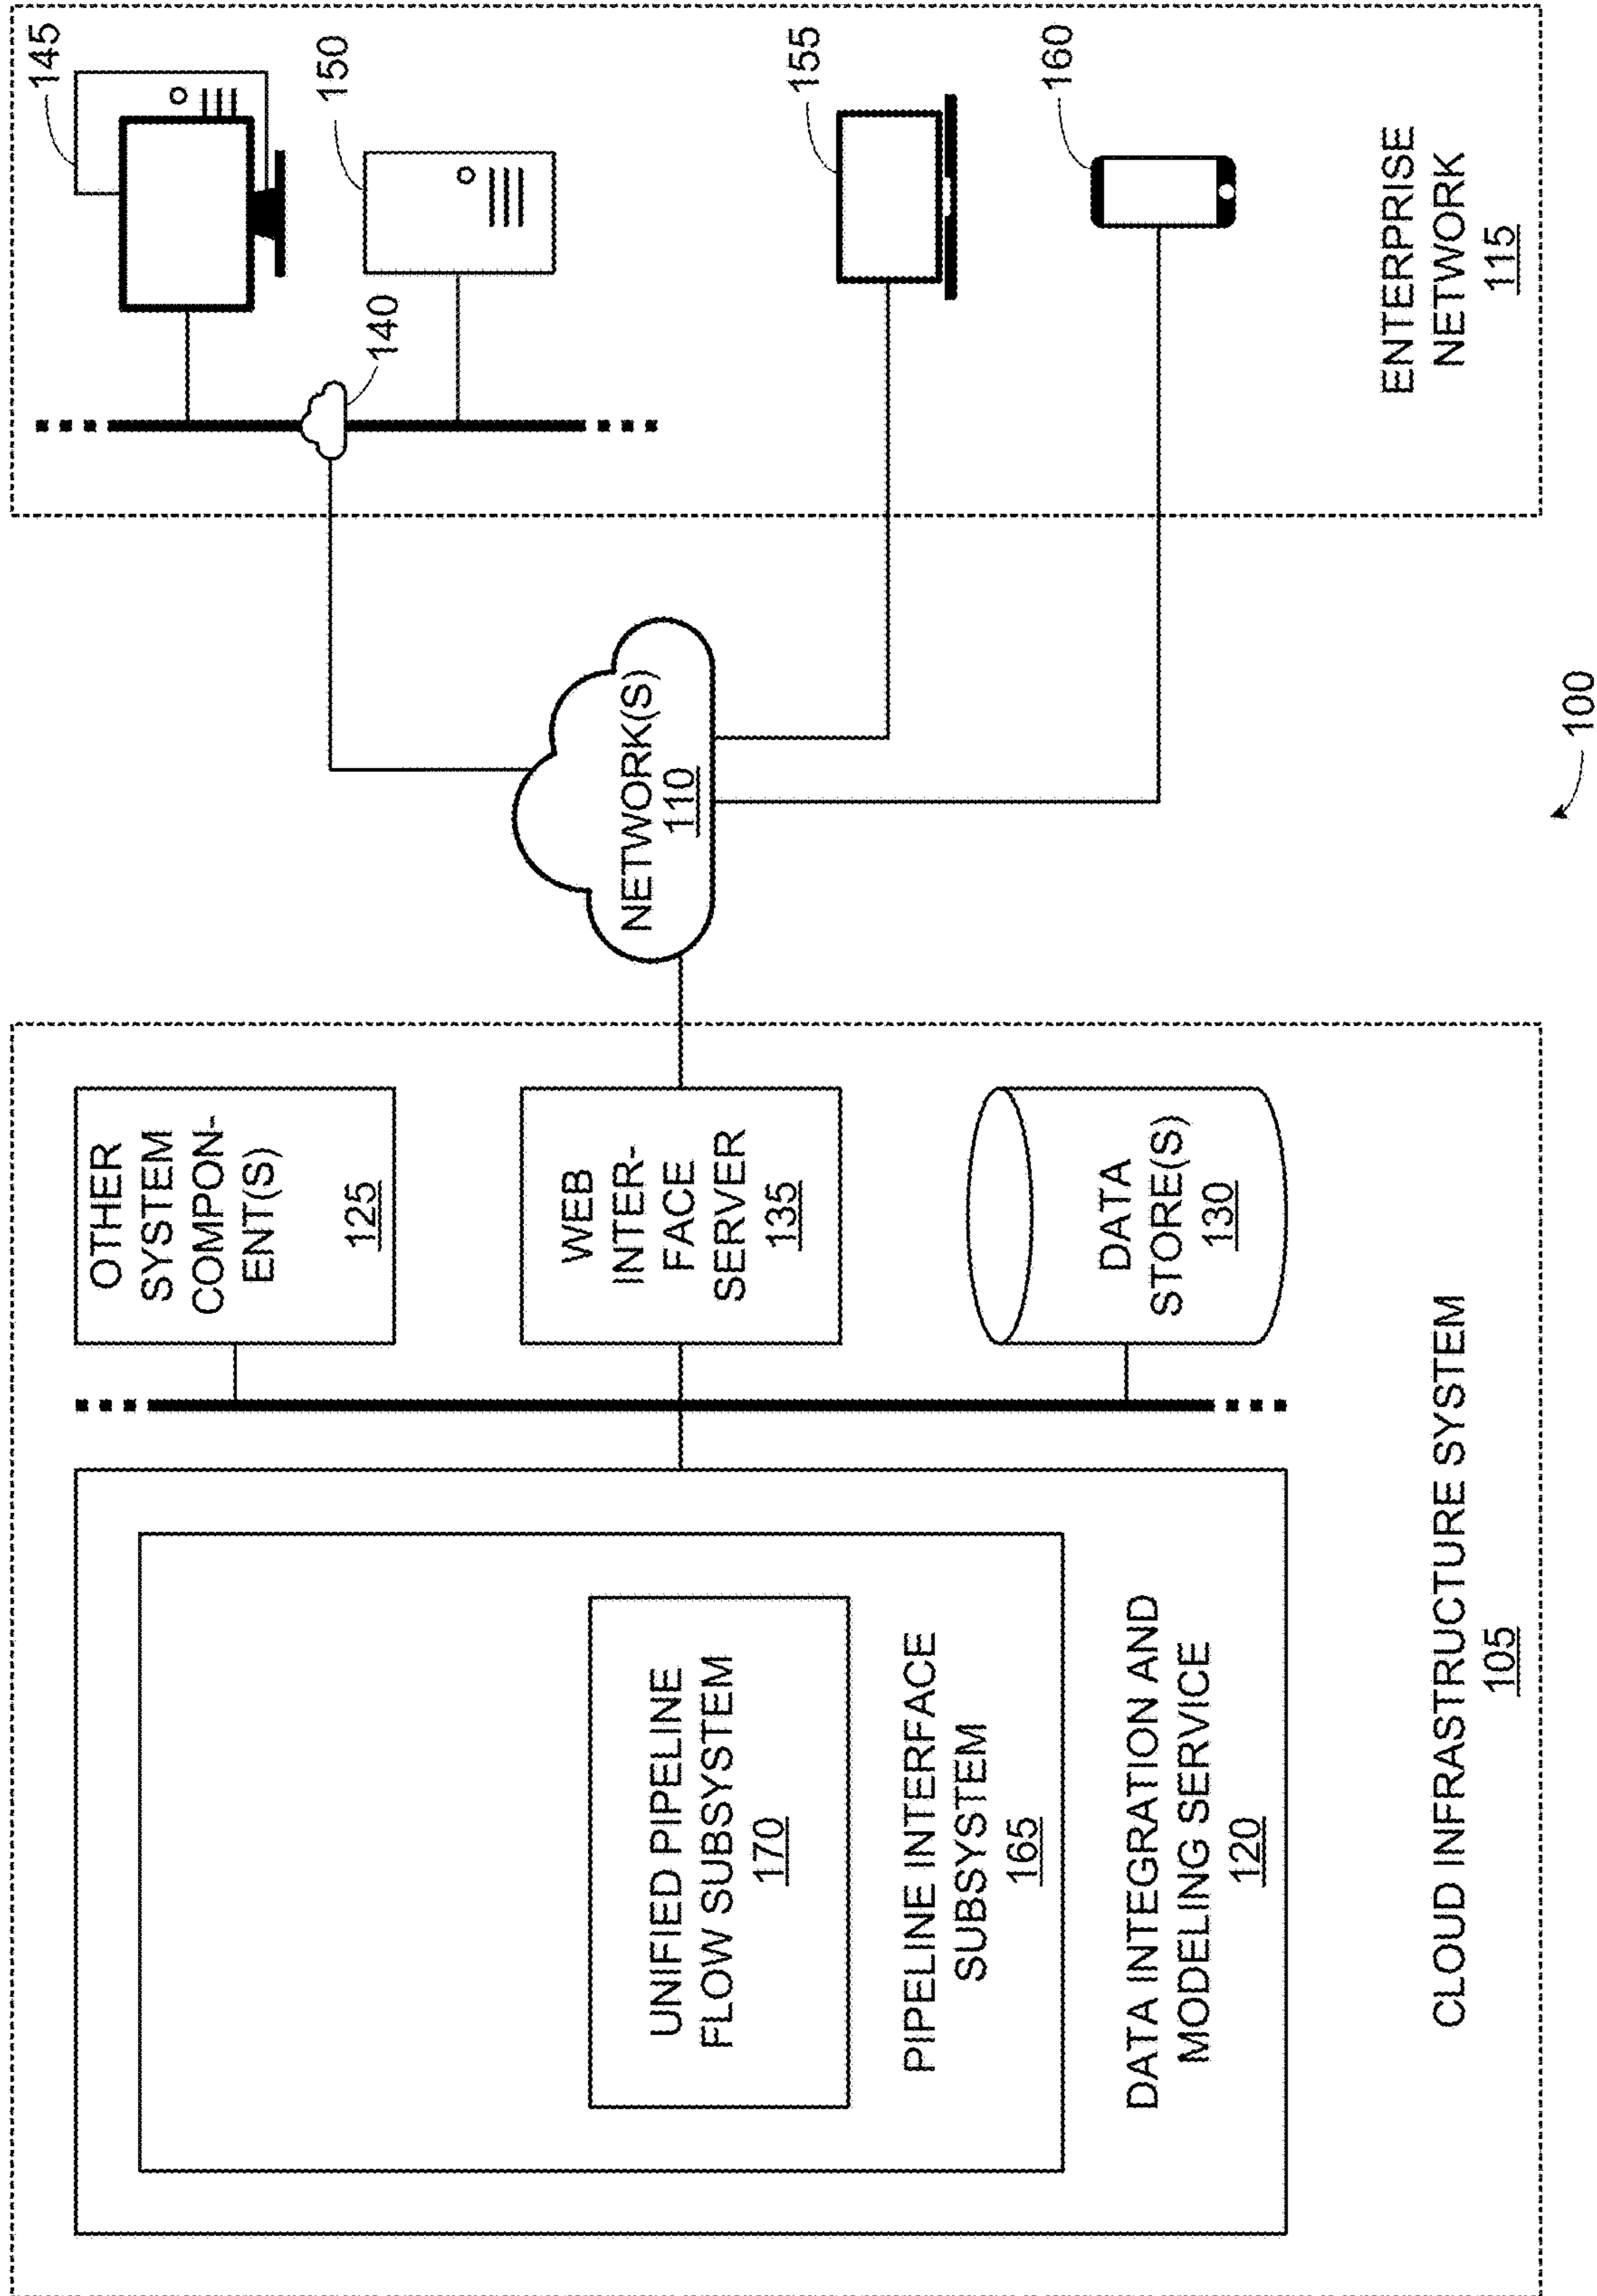 UNIFIED PIPELINE
FLOW SUBSYSTEM
170
PIPELINE INTERFACE
SUBSYSTEM
165
DATA INTEGRATION AND
MODELING SERVICE
120
OTHER
SYSTEM
COMPON-
ENT(S)
125
WEB
INTER-
FACE
SERVER
135
DATA
STORE(S)
130
CLOUD INFRASTRUCTURE SYSTEM
105
NETWORK(S)
110
145
150
140
155
160
ENTERPRISE
NETWORK
115
100